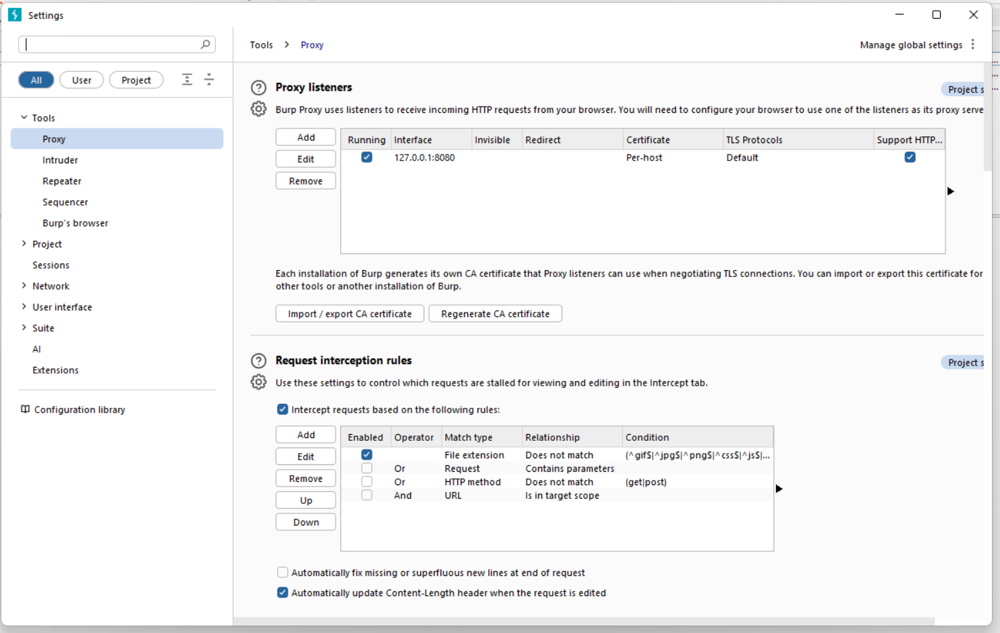 Settings
Tools > Proxy
Manage global settings
All
User
Project
Tools
Proxy
Intruder
Repeater
Sequencer
Burp's browser
Project
Sessions
Network
User interface
Suite
AI
Extensions
Configuration library
Proxy listeners
Project s
Burp Proxy uses listeners to receive incoming HTTP requests from your browser. You will need to configure your browser to use one of the listeners as its proxy serve
Add
Edit
Remove
Running Interface Invisible Redirect Certificate TLS Protocols Support HTTP...
127.0.0.1:8080 Per-host Default
Each installation of Burp generates its own CA certificate that Proxy listeners can use when negotiating TLS connections. You can import or export this certificate for
other tools or another installation of Burp.
Import / export CA certificate
Regenerate CA certificate
Request interception rules
Project s
Use these settings to control which requests are stalled for viewing and editing in the Intercept tab.
Intercept requests based on the following rules:
Add
Edit
Remove
Up
Down
Enabled Operator Match type Relationship Condition
File extension Does not match (^gif$|^jpg$|^png$|^css$|^js$|...
Or Request Contains parameters
Or HTTP method Does not match (get|post)
And URL Is in target scope
Automatically fix missing or superfluous new lines at end of request
Automatically update Content-Length header when the request is edited